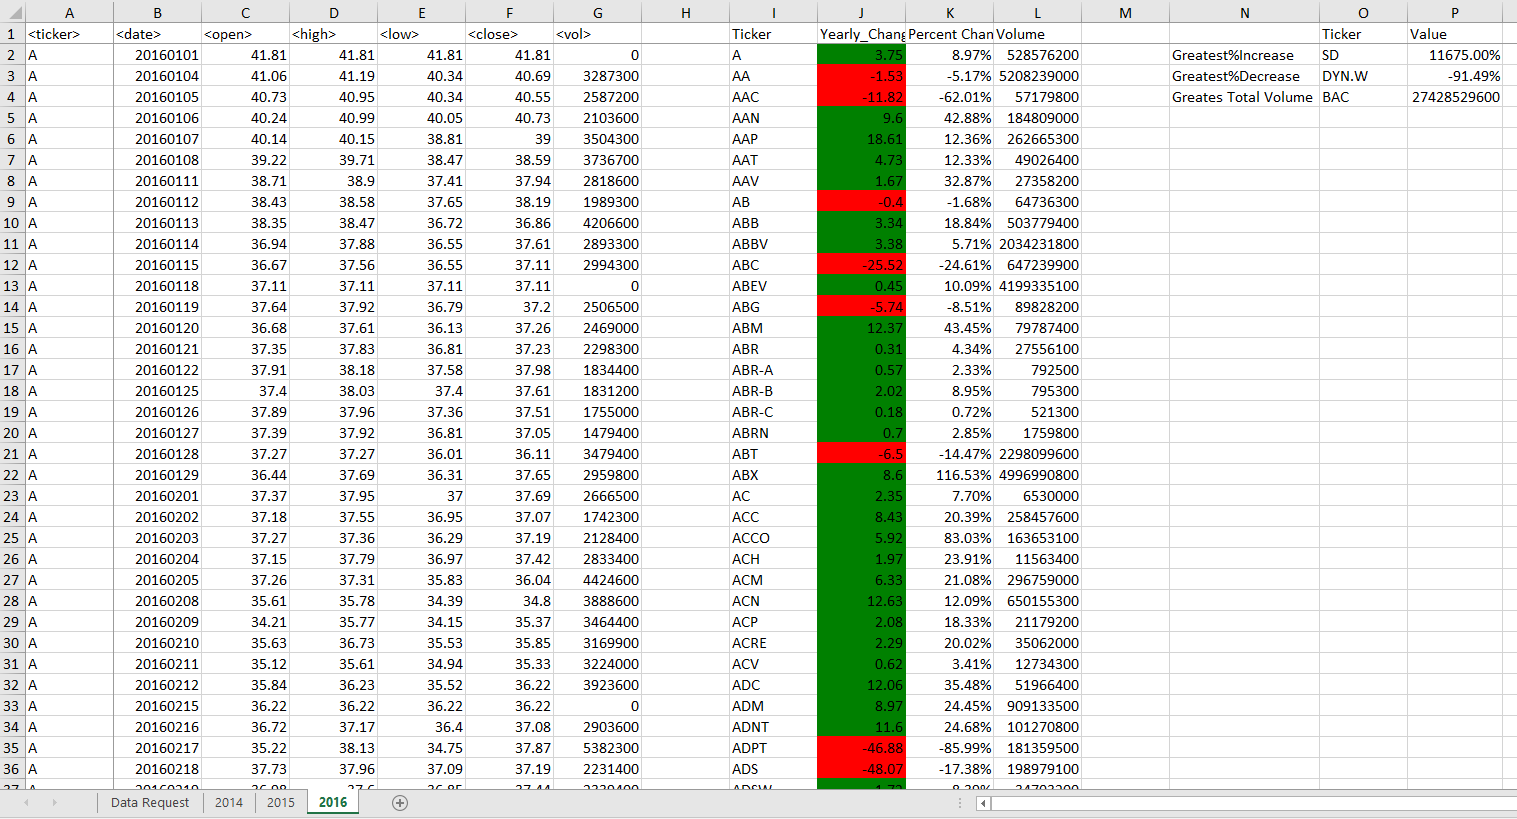 A B C D E F G H I J K L M N O P
1 <ticker> <date> <open> <high> <low> <close> <vol> Ticker Yearly_Chang Percent Chan Volume Ticker Value
2 A 20160101 41.81 41.81 41.81 41.81 0 A 3.75 8.97% 528576200 Greatest%Increase SD 11675.00%
3 A 20160104 41.06 41.19 40.34 40.69 3287300 AA -1.53 -5.17% 5208239000 Greatest%Decrease DYN.W -91.49%
4 A 20160105 40.73 40.95 40.34 40.55 2587200 AAC -11.82 -62.01% 57179800 Greates Total Volume BAC 27428529600
5 A 20160106 40.24 40.99 40.05 40.73 2103600 AAN 9.6 42.88% 184809000
6 A 20160107 40.14 40.15 38.81 39 3504300 AAP 18.61 12.36% 262665300
7 A 20160108 39.22 39.71 38.47 38.59 3736700 AAT 4.73 12.33% 49026400
8 A 20160111 38.71 38.9 37.41 37.94 2818600 AAV 1.67 32.87% 27358200
9 A 20160112 38.43 38.58 37.65 38.19 1989300 AB -0.4 -1.68% 64736300
10 A 20160113 38.35 38.47 36.72 36.86 4206600 ABB 3.34 18.84% 503779400
11 A 20160114 36.94 37.88 36.55 37.61 2893300 ABBV 3.38 5.71% 2034231800
12 A 20160115 36.67 37.56 36.55 37.11 2994300 ABC -25.52 -24.61% 647239900
13 A 20160118 37.11 37.11 37.11 37.11 0 ABEV 0.45 10.09% 4199335100
14 A 20160119 37.64 37.92 36.79 37.2 2506500 ABG -5.74 -8.51% 89828200
15 A 20160120 36.68 37.61 36.13 37.26 2469000 ABM 12.37 43.45% 79787400
16 A 20160121 37.35 37.83 36.81 37.23 2298300 ABR 0.31 4.34% 27556100
17 A 20160122 37.91 38.18 37.58 37.98 1834400 ABR-A 0.57 2.33% 792500
18 A 20160125 37.4 38.03 37.4 37.61 1831200 ABR-B 2.02 8.95% 795300
19 A 20160126 37.89 37.96 37.36 37.51 1755000 ABR-C 0.18 0.72% 521300
20 A 20160127 37.39 37.92 36.81 37.05 1479400 ABRN 0.7 2.85% 1759800
21 A 20160128 37.27 37.27 36.01 36.11 3479400 ABT -6.5 -14.47% 2298099600
22 A 20160129 36.44 37.69 36.31 37.65 2959800 ABX 8.6 116.53% 4996990800
23 A 20160201 37.37 37.95 37 37.69 2666500 AC 2.35 7.70% 6530000
24 A 20160202 37.18 37.55 36.95 37.07 1742300 ACC 8.43 20.39% 258457600
25 A 20160203 37.27 37.36 36.29 37.19 2128400 ACCO 5.92 83.03% 163653100
26 A 20160204 37.15 37.79 36.97 37.42 2833400 ACH 1.97 23.91% 11563400
27 A 20160205 37.26 37.31 35.83 36.04 4424600 ACM 6.33 21.08% 296759000
28 A 20160208 35.61 35.78 34.39 34.8 3888600 ACN 12.63 12.09% 650155300
29 A 20160209 34.21 35.77 34.15 35.37 3464400 ACP 2.08 18.33% 21179200
30 A 20160210 35.63 36.73 35.53 35.85 3169900 ACRE 2.29 20.02% 35062000
31 A 20160211 35.12 35.61 34.94 35.33 3224000 ACV 0.62 3.41% 12734300
32 A 20160212 35.84 36.23 35.52 36.22 3923600 ADC 12.06 35.48% 51966400
33 A 20160215 36.22 36.22 36.22 36.22 0 ADM 8.97 24.45% 909133500
34 A 20160216 36.72 37.17 36.4 37.08 2903600 ADNT 11.6 24.68% 101270800
35 A 20160217 35.22 38.13 34.75 37.87 5382300 ADPT -46.88 -85.99% 181359500
36 A 20160218 37.73 37.96 37.09 37.19 2231400 ADS -48.07 -17.38% 198979100
Data Request 2014 2015 2016